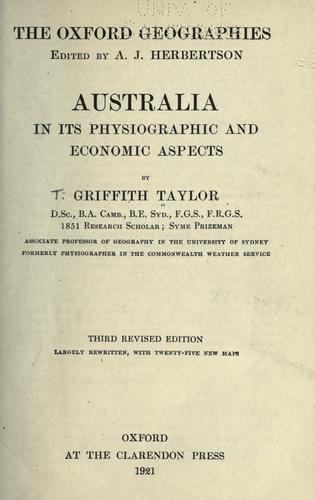 THE OXFORD GEOGRAPHIES
EDITED BY A. J. HERBERTSON
AUSTRALIA
IN ITS PHYSIOGRAPHIC AND
ECONOMIC ASPECTS
BY
T. GRIFFITH TAYLOR
D.SC., B.A. CAMB., B.E. SYD., F.G.S., F.R.G.S.
1851 RESEARCH SCHOLAR; SYME PRIZEMAN
ASSOCIATE PROFESSOR OF GEOGRAPHY IN THE UNIVERSITY OF SYDNEY
FORMERLY PHYSIOGRAPHER IN THE COMMONWEALTH WEATHER SERVICE
THIRD REVISED EDITION
LARGELY REWRITTEN, WITH TWENTY-FIVE NEW MAPS
OXFORD
AT THE CLARENDON PRESS
1921